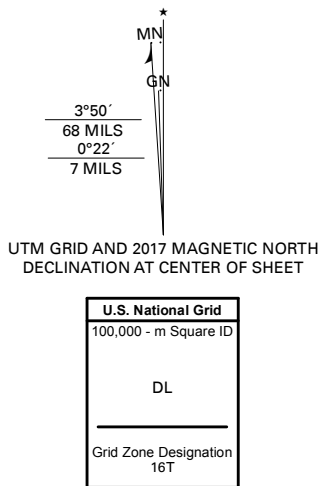 ★
MN
GN
3°50´
68 MILS
0°22´
7 MILS
UTM GRID AND 2017 MAGNETIC NORTH
DECLINATION AT CENTER OF SHEET
U.S. National Grid
100,000 - m Square ID
DL
Grid Zone Designation
16T